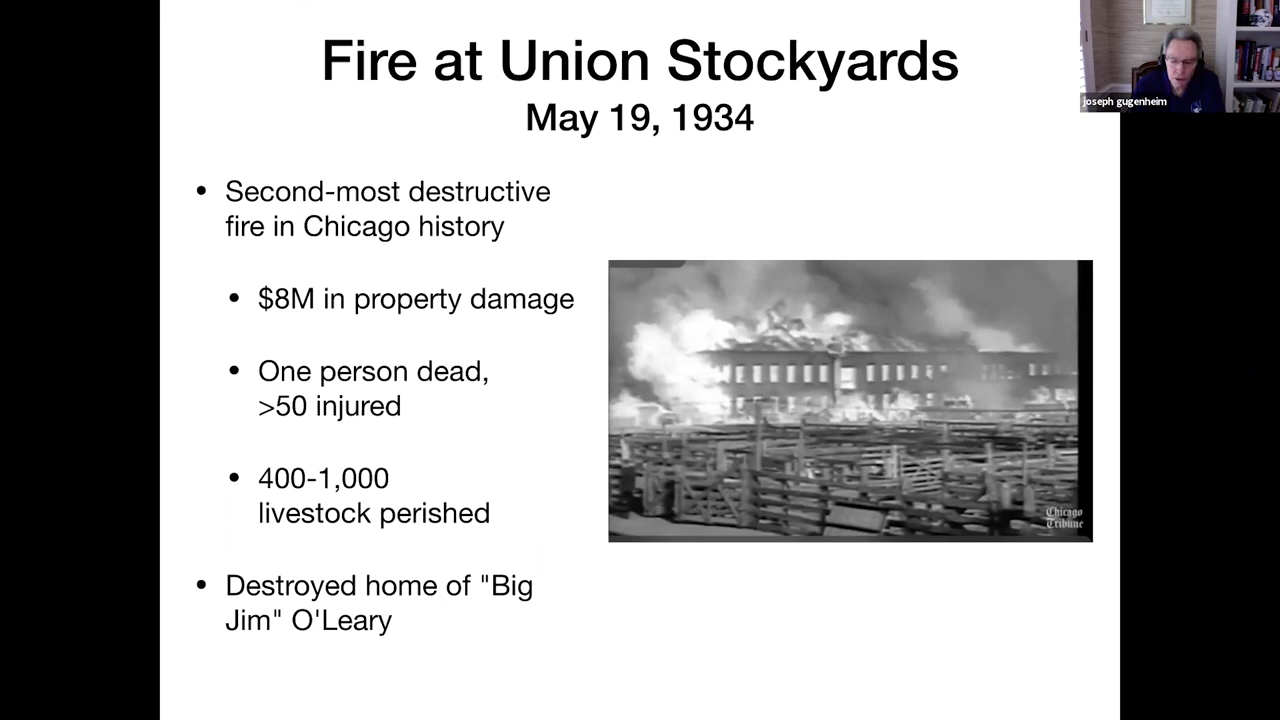 Fire at Union Stockyards
May 19, 1934
joseph gugenheim
• Second-most destructive
fire in Chicago history
• $8M in property damage
• One person dead,
>50 injured
• 400-1,000
livestock perished
• Destroyed home of "Big
Jim" O'Leary
Chicago
Tribune